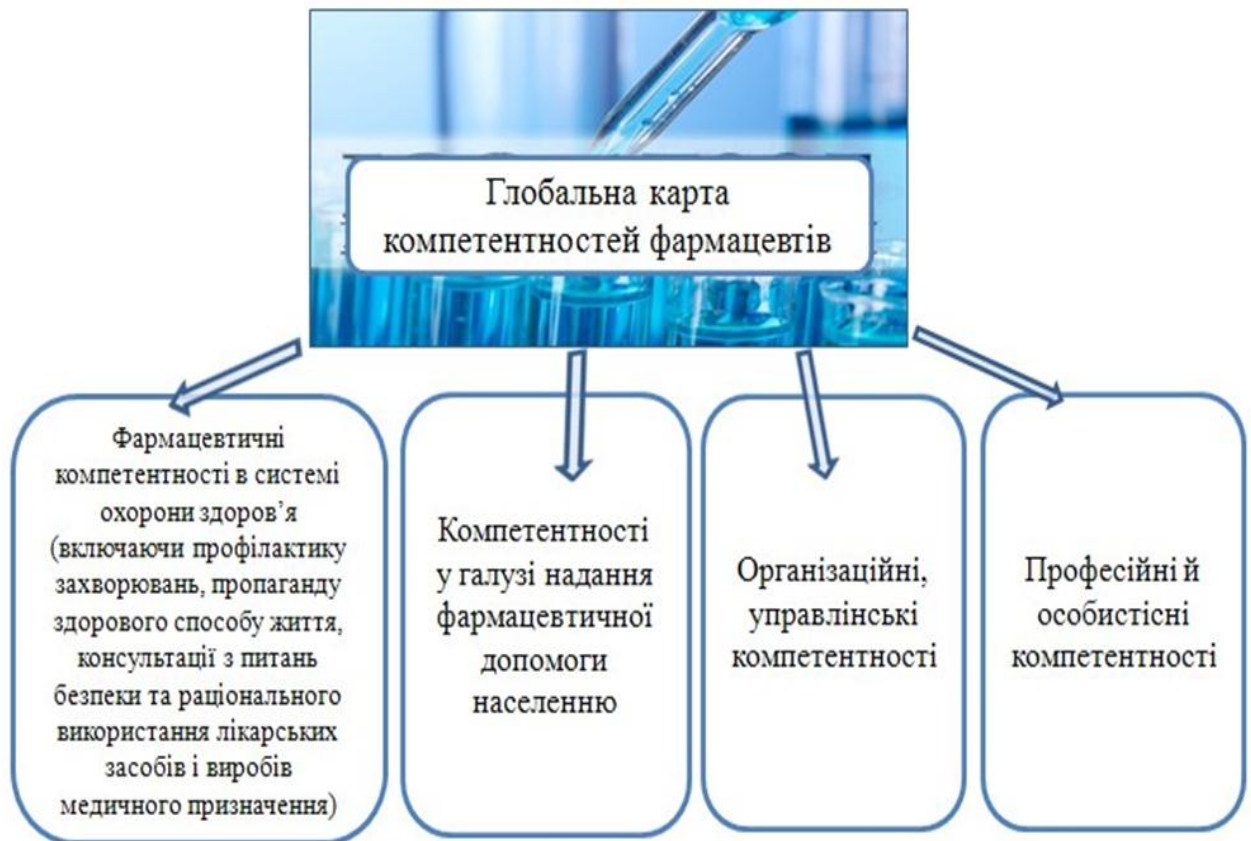 Глобальна карта
компетентностей фармацевтів
Фармацевтичні
компетентності в системі
охорони здоров’я
(включаючи профілактику
захворювань, пропаганду
здорового способу життя,
консультації з питань
безпеки та раціонального
використання лікарських
засобів і виробів
медичного призначення)
Компетентності
у галузі надання
фармацевтичної
допомоги
населенню
Організаційні,
управлінські
компетентності
Професійні й
особистісні
компетентності